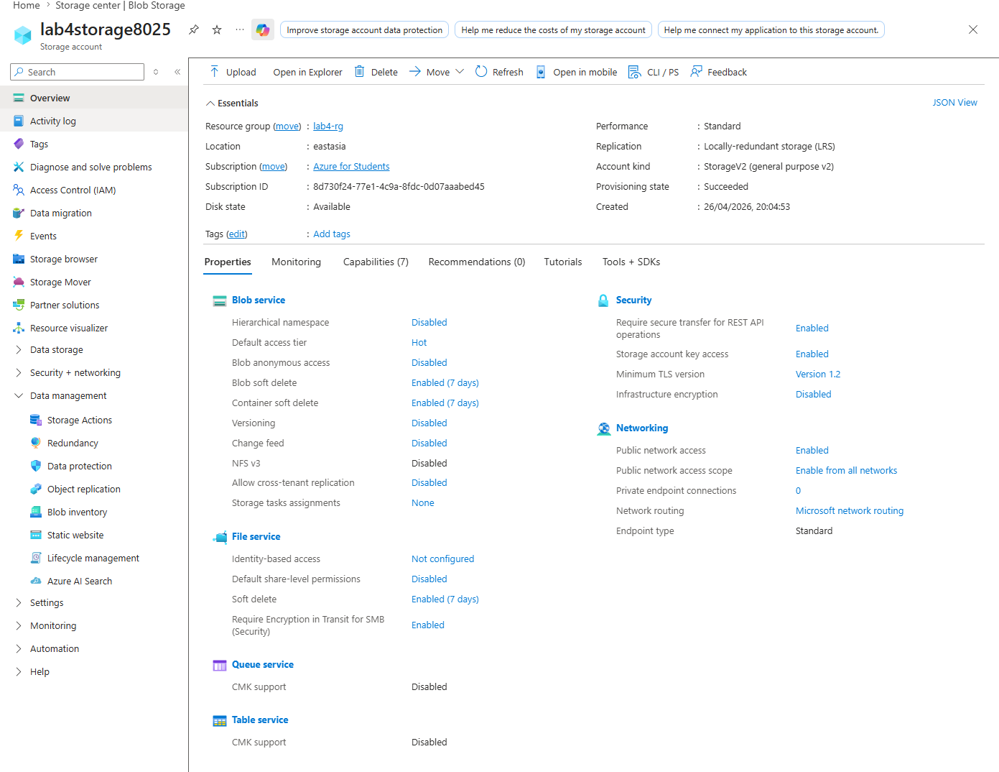 Home > Storage center | Blob Storage
lab4storage8025
Storage account
Improve storage account data protection
Help me reduce the costs of my storage account
Help me connect my application to this storage account.
Search
Overview
Activity log
Tags
Diagnose and solve problems
Access Control (IAM)
Data migration
Events
Storage browser
Storage Mover
Partner solutions
Resource visualizer
Data storage
Security + networking
Data management
Storage Actions
Redundancy
Data protection
Object replication
Blob inventory
Static website
Lifecycle management
Azure AI Search
Settings
Monitoring
Automation
Help
Upload Open in Explorer Delete Move Refresh Open in mobile CLI / PS Feedback
Essentials
JSON View
Resource group (move) : lab4-rg
Location : eastasia
Subscription (move) : Azure for Students
Subscription ID : 8d730f24-77e1-4c9a-8fdc-0d07aaabed45
Disk state : Available
Tags (edit) : Add tags
Performance : Standard
Replication : Locally-redundant storage (LRS)
Account kind : StorageV2 (general purpose v2)
Provisioning state : Succeeded
Created : 26/04/2026, 20:04:53
Properties Monitoring Capabilities (7) Recommendations (0) Tutorials Tools + SDKs
Blob service
Hierarchical namespace Disabled
Default access tier Hot
Blob anonymous access Disabled
Blob soft delete Enabled (7 days)
Container soft delete Enabled (7 days)
Versioning Disabled
Change feed Disabled
NFS v3 Disabled
Allow cross-tenant replication Disabled
Storage tasks assignments None
File service
Identity-based access Not configured
Default share-level permissions Disabled
Soft delete Enabled (7 days)
Require Encryption in Transit for SMB
(Security) Enabled
Queue service
CMK support Disabled
Table service
CMK support Disabled
Security
Require secure transfer for REST API
operations Enabled
Storage account key access Enabled
Minimum TLS version Version 1.2
Infrastructure encryption Disabled
Networking
Public network access Enabled
Public network access scope Enable from all networks
Private endpoint connections 0
Network routing Microsoft network routing
Endpoint type Standard